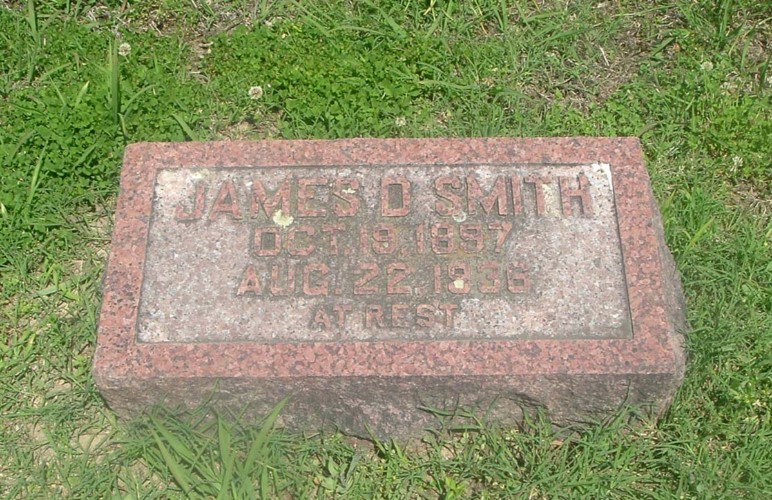 JAMES D SMITH
OCT. 19, 1897
AUG. 22, 1936
AT REST